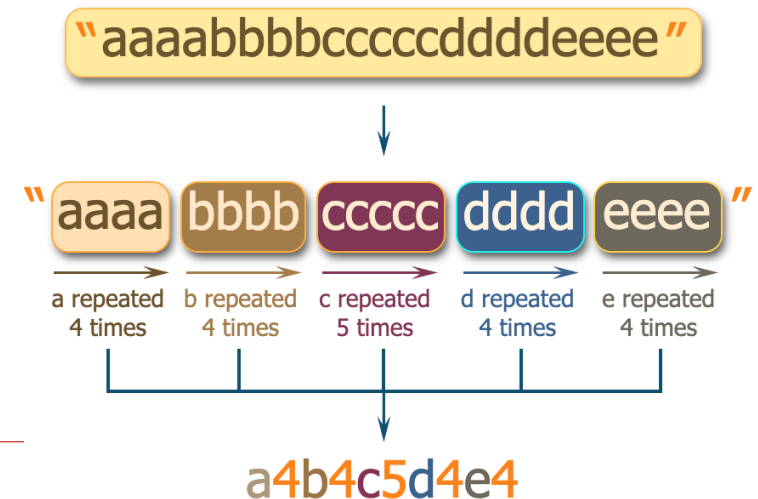 “aaaabbbbcccccddddeeee”
“aaaa bbbb ccccc dddd eeee”
a repeated 4 times
b repeated 4 times
c repeated 5 times
d repeated 4 times
e repeated 4 times
a4b4c5d4e4